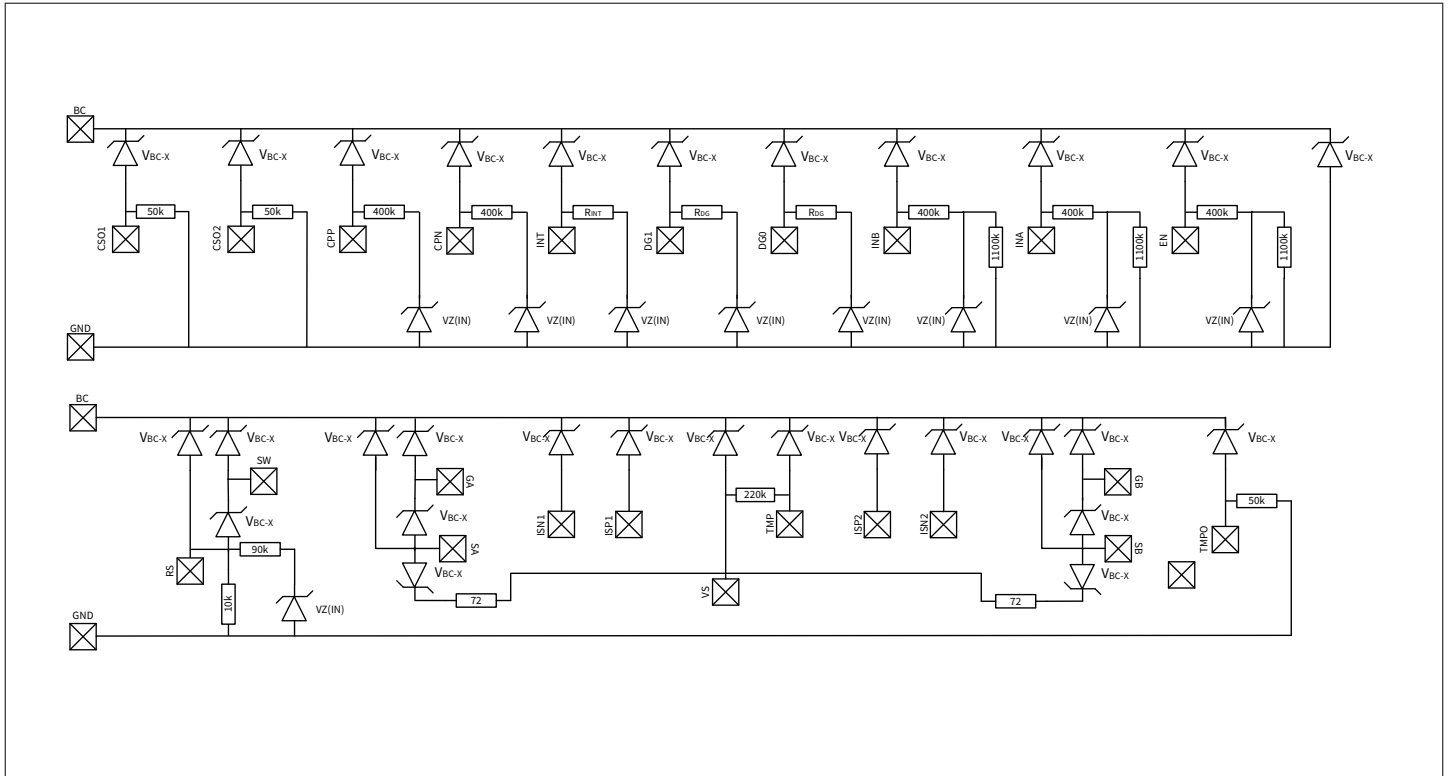 BC
VBC-X VBC-X VBC-X VBC-X VBC-X VBC-X VBC-X VBC-X VBC-X VBC-X VBC-X
50k 50k 400k 400k RINT RDG RDG 400k 400k 400k
CSO1 CSO2 CPP CPN INT DG1 DG0 INB 1100k INA 1100k EN 1100k
GND
VZ(IN) VZ(IN) VZ(IN) VZ(IN) VZ(IN) VZ(IN) VZ(IN) VZ(IN)
BC
VBC-X VBC-X VBC-X VBC-X VBC-X VBC-X VBC-X VBC-X VBC-X VBC-X VBC-X VBC-X VBC-X
SW GA GB
220k 50k
VBC-X VBC-X VBC-X
ISN1 ISP1 TMP ISP2 ISN2 TMPO
90k SA SB
RS VBC-X VBC-X
10k VZ(IN) 72 VS 72
GND